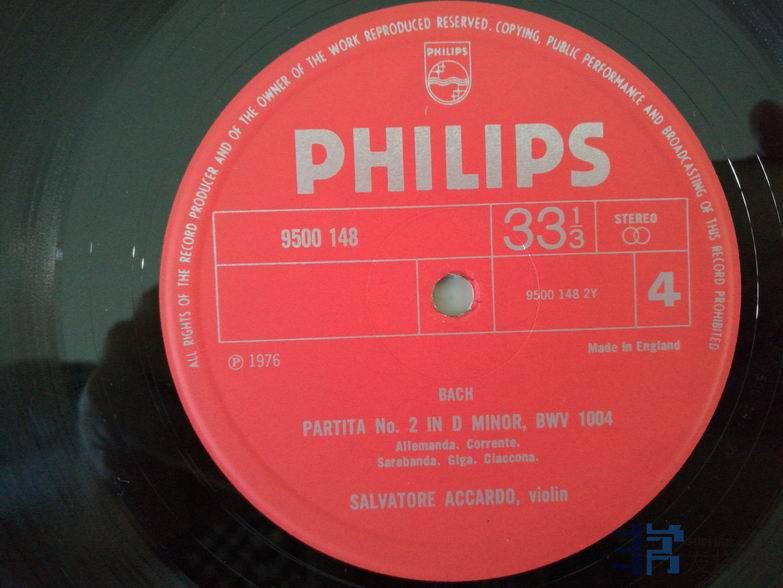 ALL RIGHTS OF THE RECORD PRODUCER AND OF THE OWNER OF THE WORK REPRODUCED RESERVED. COPYING, PUBLIC PERFORMANCE AND BROADCASTING OF THIS RECORD PROHIBITED
PHILIPS
PHILIPS
9500 148
33 1/3
STEREO
9500 148 2Y
4
℗ 1976
Made in England
BACH
PARTITA No. 2 IN D MINOR, BWV 1004
Allemanda. Corrente.
Sarabanda. Giga. Ciaccona.
SALVATORE ACCARDO, violin